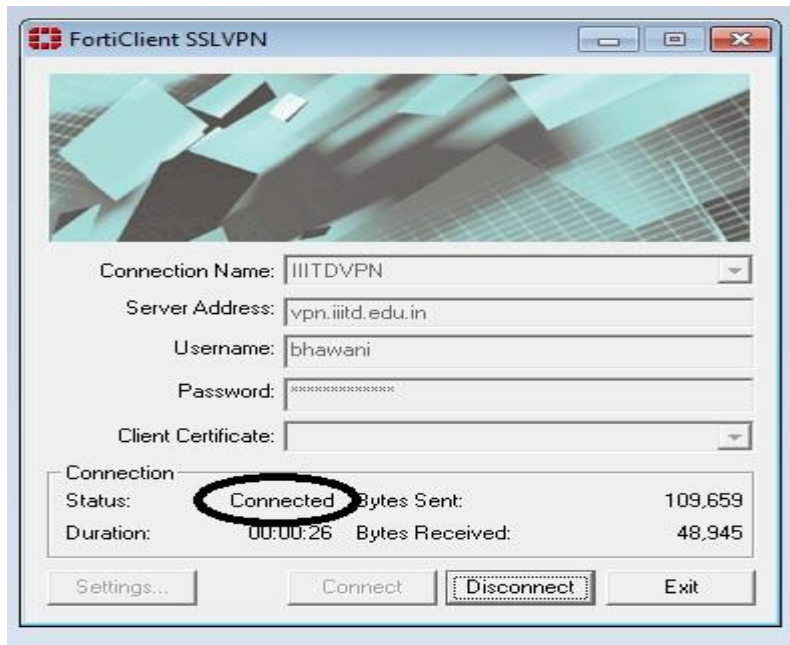 FortiClient SSLVPN
Connection Name: IIITDVPN
Server Address: vpn.iiitd.edu.in
Username: bhawani
Password: *************
Client Certificate:
Connection
Status: Connected Bytes Sent: 109,659
Duration: 00:00:26 Bytes Received: 48,945
Settings... Connect Disconnect Exit